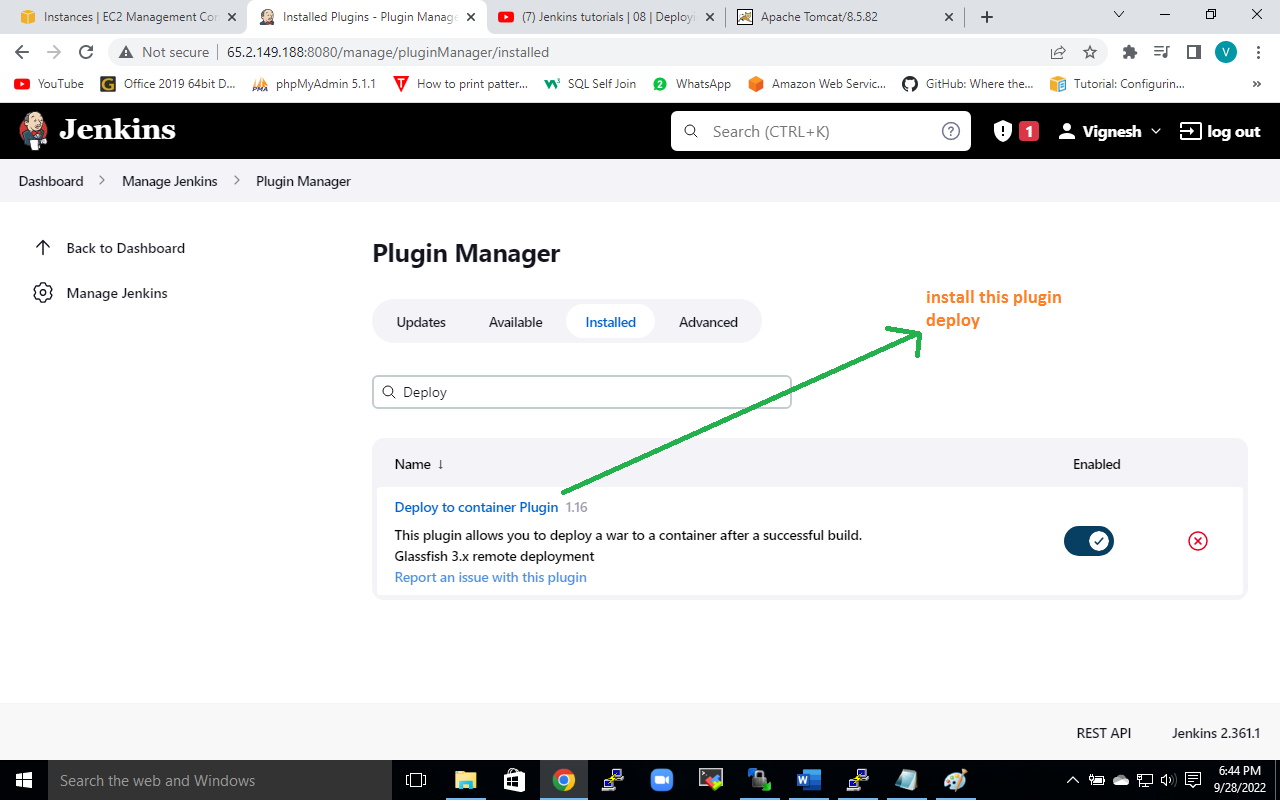 Instances | EC2 Management Con
Installed Plugins - Plugin Manage
(7) Jenkins tutorials | 08 | Deployi
Apache Tomcat/8.5.82
Not secure
65.2.149.188:8080/manage/pluginManager/installed
V
YouTube
Office 2019 64bit D...
phpMyAdmin 5.1.1
How to print patter...
SQL Self Join
2
WhatsApp
Amazon Web Servic...
GitHub: Where the...
Tutorial: Configurin...
»
Jenkins
Search (CTRL+K)
1
Vignesh
log out
Dashboard
Manage Jenkins
Plugin Manager
Back to Dashboard
Manage Jenkins
Plugin Manager
install this plugin
deploy
Updates
Available
Installed
Advanced
Deploy
Name ↓
Enabled
Deploy to container Plugin 1.16
This plugin allows you to deploy a war to a container after a successful build.
Glassfish 3.x remote deployment
Report an issue with this plugin
REST API
Jenkins 2.361.1
Search the web and Windows
6:44 PM
9/28/2022